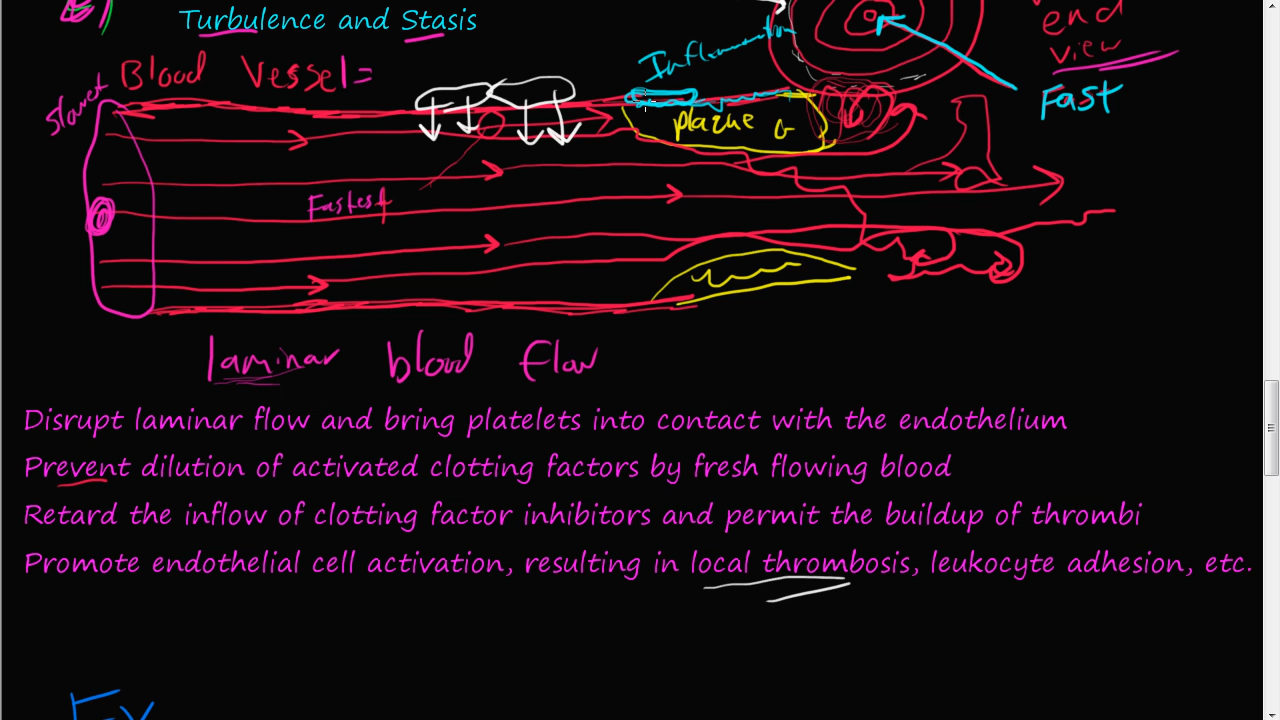 Turbulence and Stasis
end
view
Inflammation
Blood Vessel =
Slowest
Fast
plaque
Fastest
laminar blood flow
Disrupt laminar flow and bring platelets into contact with the endothelium
Prevent dilution of activated clotting factors by fresh flowing blood
Retard the inflow of clotting factor inhibitors and permit the buildup of thrombi
Promote endothelial cell activation, resulting in local thrombosis, leukocyte adhesion, etc.